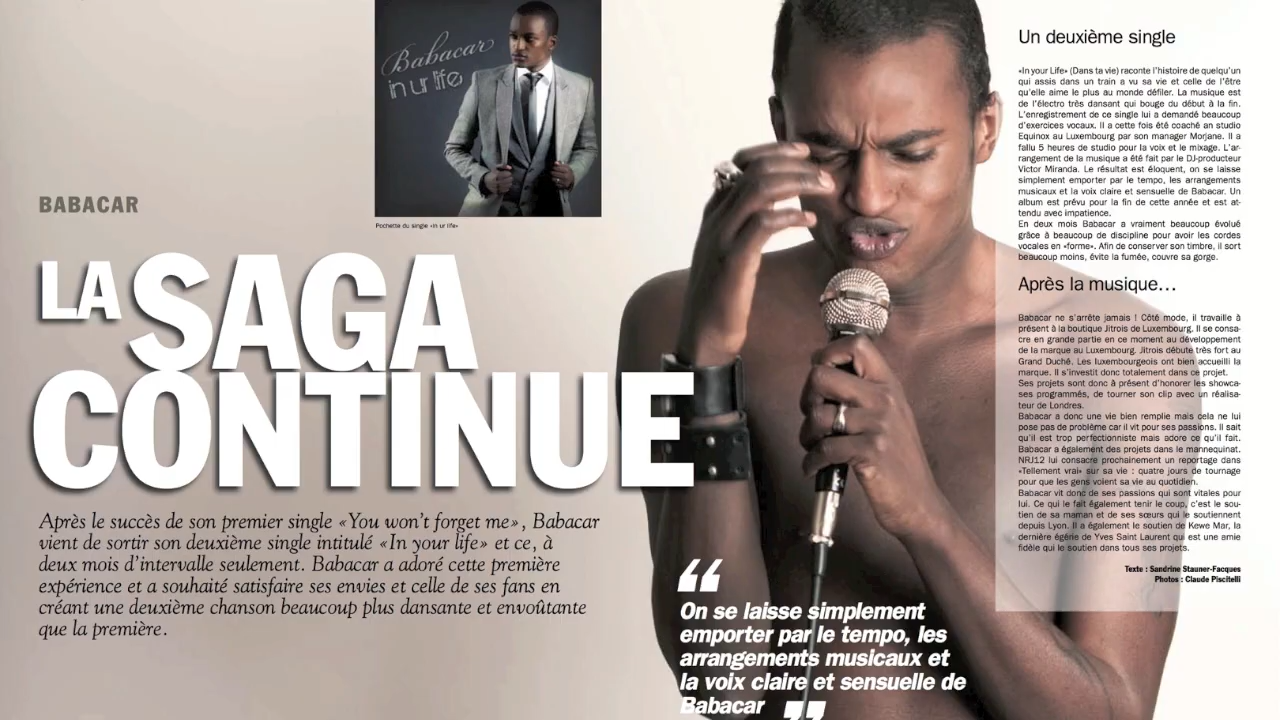 Babacar
in ur life
Pochette du single «In ur life»
BABACAR
LA SAGA
CONTINUE
Après le succès de son premier single «You won't forget me», Babacar
vient de sortir son deuxième single intitulé «In your life» et ce, à
deux mois d'intervalle seulement. Babacar a adoré cette première
expérience et a souhaité satisfaire ses envies et celle de ses fans en
créant une deuxième chanson beaucoup plus dansante et envoûtante
que la première.
“
On se laisse simplement
emporter par le tempo, les
arrangements musicaux et
la voix claire et sensuelle de
Babacar ”
Un deuxième single
«In your Life» (Dans ta vie) raconte l'histoire de quelqu'un
qui assis dans un train a vu sa vie et celle de l'être
qu'elle aime le plus au monde défiler. La musique est
de l'électro très dansant qui bouge du début à la fin.
L'enregistrement de ce single lui a demandé beaucoup
d'exercices vocaux. Il a cette fois été coaché an studio
Equinox au Luxembourg par son manager Morjane. Il a
fallu 5 heures de studio pour la voix et le mixage. L'ar-
rangement de la musique a été fait par le DJ-producteur
Victor Miranda. Le résultat est éloquent, on se laisse
simplement emporter par le tempo, les arrangements
musicaux et la voix claire et sensuelle de Babacar. Un
album est prévu pour la fin de cette année et est at-
tendu avec impatience.
En deux mois Babacar a vraiment beaucoup évolué
grâce à beaucoup de discipline pour avoir les cordes
vocales en «forme». Afin de conserver son timbre, il sort
beaucoup moins, évite la fumée, couvre sa gorge.
Après la musique...
Babacar ne s'arrête jamais ! Côté mode, il travaille à
présent à la boutique Jitrois de Luxembourg. Il se consa-
cre en grande partie en ce moment au développement
de la marque au Luxembourg. Jitrois débute très fort au
Grand Duché. Les luxembourgeois ont bien accueilli la
marque. Il s'investit donc totalement dans ce projet.
Ses projets sont donc à présent d'honorer les showca-
ses programmés, de tourner son clip avec un réalisa-
teur de Londres.
Babacar a donc une vie bien remplie mais cela ne lui
pose pas de problème car il vit pour ses passions. Il sait
qu'il est trop perfectionniste mais adore ce qu'il fait.
Babacar a également des projets dans le mannequinat.
NRJ12 lui consacre prochainement un reportage dans
«Tellement vrai» sur sa vie : quatre jours de tournage
pour que les gens voient sa vie au quotidien.
Babacar vit donc de ses passions qui sont vitales pour
lui. Ce qui le fait également tenir le coup, c'est le sou-
tien de sa maman et de ses sœurs qui le soutiennent
depuis Lyon. Il a également le soutien de Kewe Mar, la
dernière égérie de Yves Saint Laurent qui est une amie
fidèle qui le soutien dans tous ses projets.
Texte : Sandrine Stauner-Facques
Photos : Claude Piscitelli